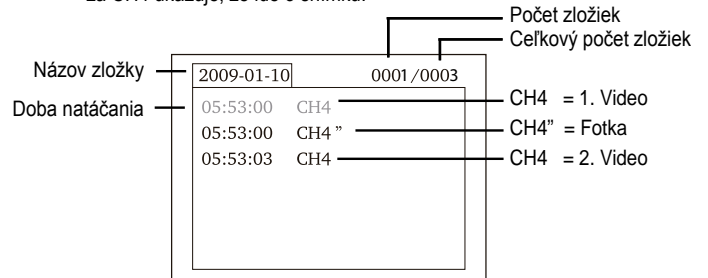 Počet zložiek
Ceľkový počet zložiek
Názov zložky
2009-01-10 0001/0003
Doba natáčania
05:53:00 CH4
CH4 = 1. Video
05:53:00 CH4 ”
CH4” = Fotka
05:53:03 CH4
CH4 = 2. Video